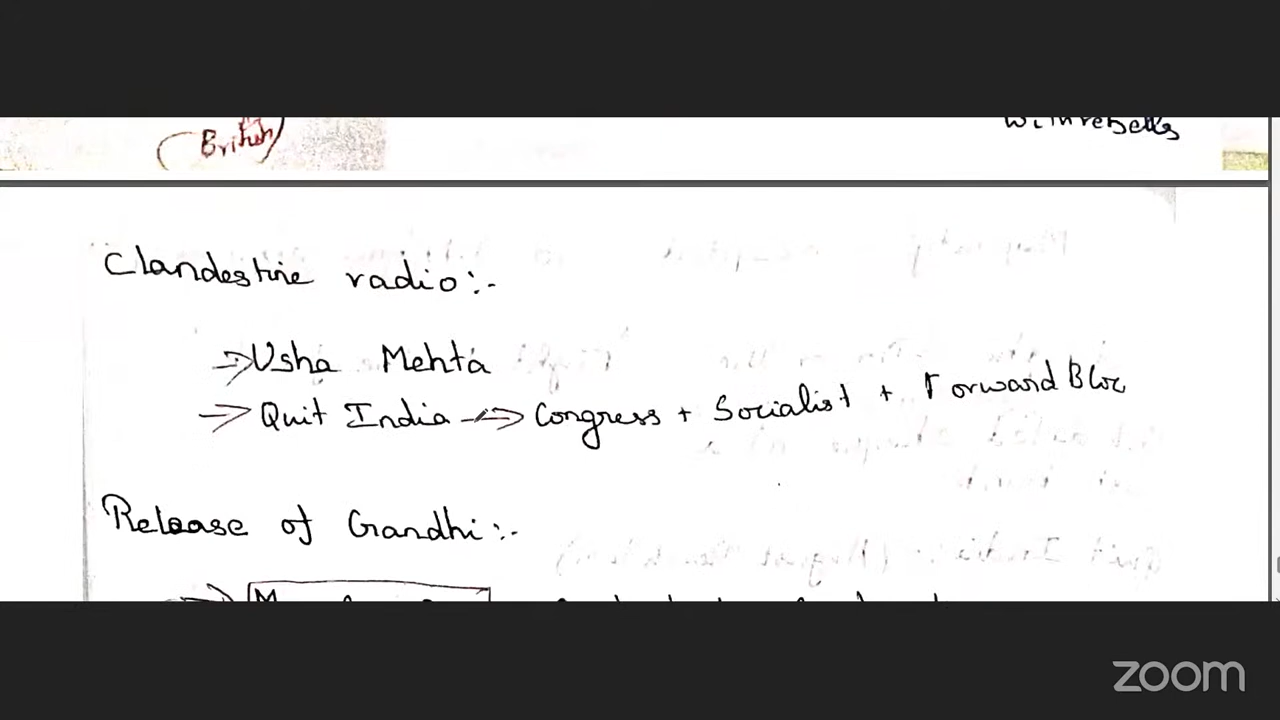 British
Clandestine radio:-
⇒ Usha Mehta
⇒ Quit India ⇒ Congress + Socialist + Forward Bloc
Release of Gandhi:-
zoom